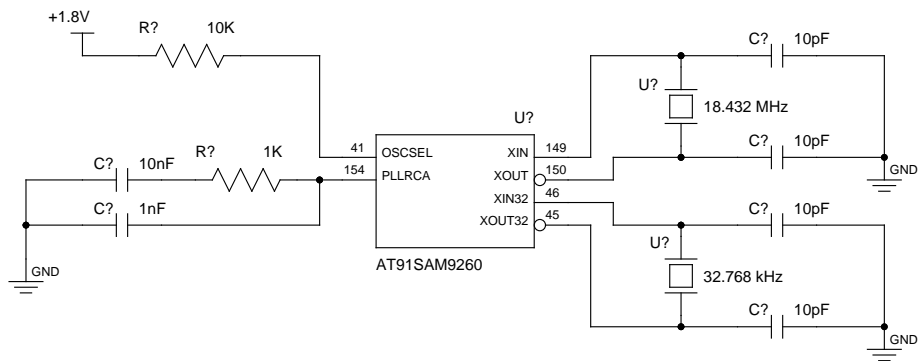 +1.8V
R? 10K
C? 10pF
U?
18.432 MHz
U?
41 OSCSEL XIN 149
C? 10nF R? 1K
154 PLLRCA XOUT 150
C? 10pF
GND
XIN32 46
C? 1nF
XOUT32 45
C? 10pF
U?
AT91SAM9260
GND
32.768 kHz
C? 10pF
GND